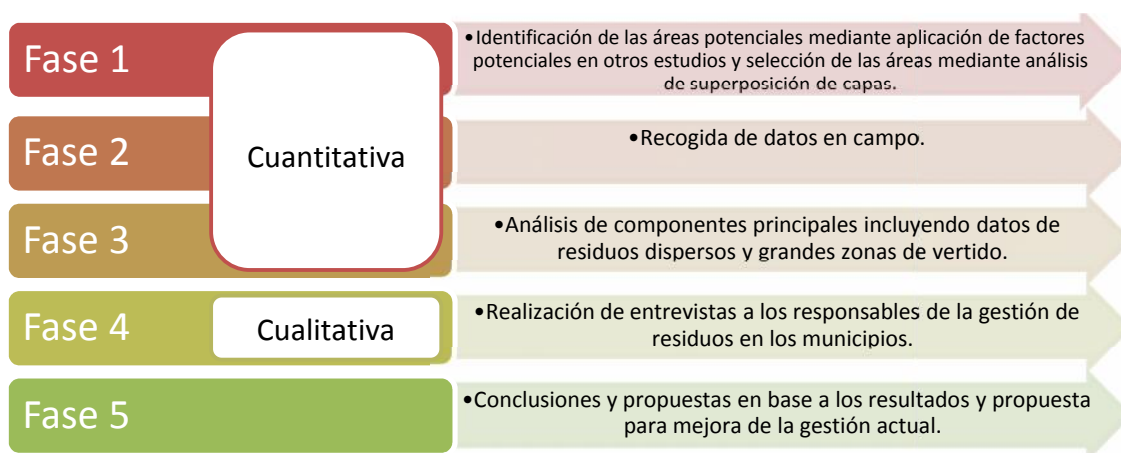 Fase 1
•Identificación de las áreas potenciales mediante aplicación de factores
potenciales en otros estudios y selección de las áreas mediante análisis
de superposición de capas.
Fase 2
Cuantitativa
•Recogida de datos en campo.
Fase 3
•Análisis de componentes principales incluyendo datos de
residuos dispersos y grandes zonas de vertido.
Fase 4
Cualitativa
•Realización de entrevistas a los responsables de la gestión de
residuos en los municipios.
Fase 5
•Conclusiones y propuestas en base a los resultados y propuesta
para mejora de la gestión actual.